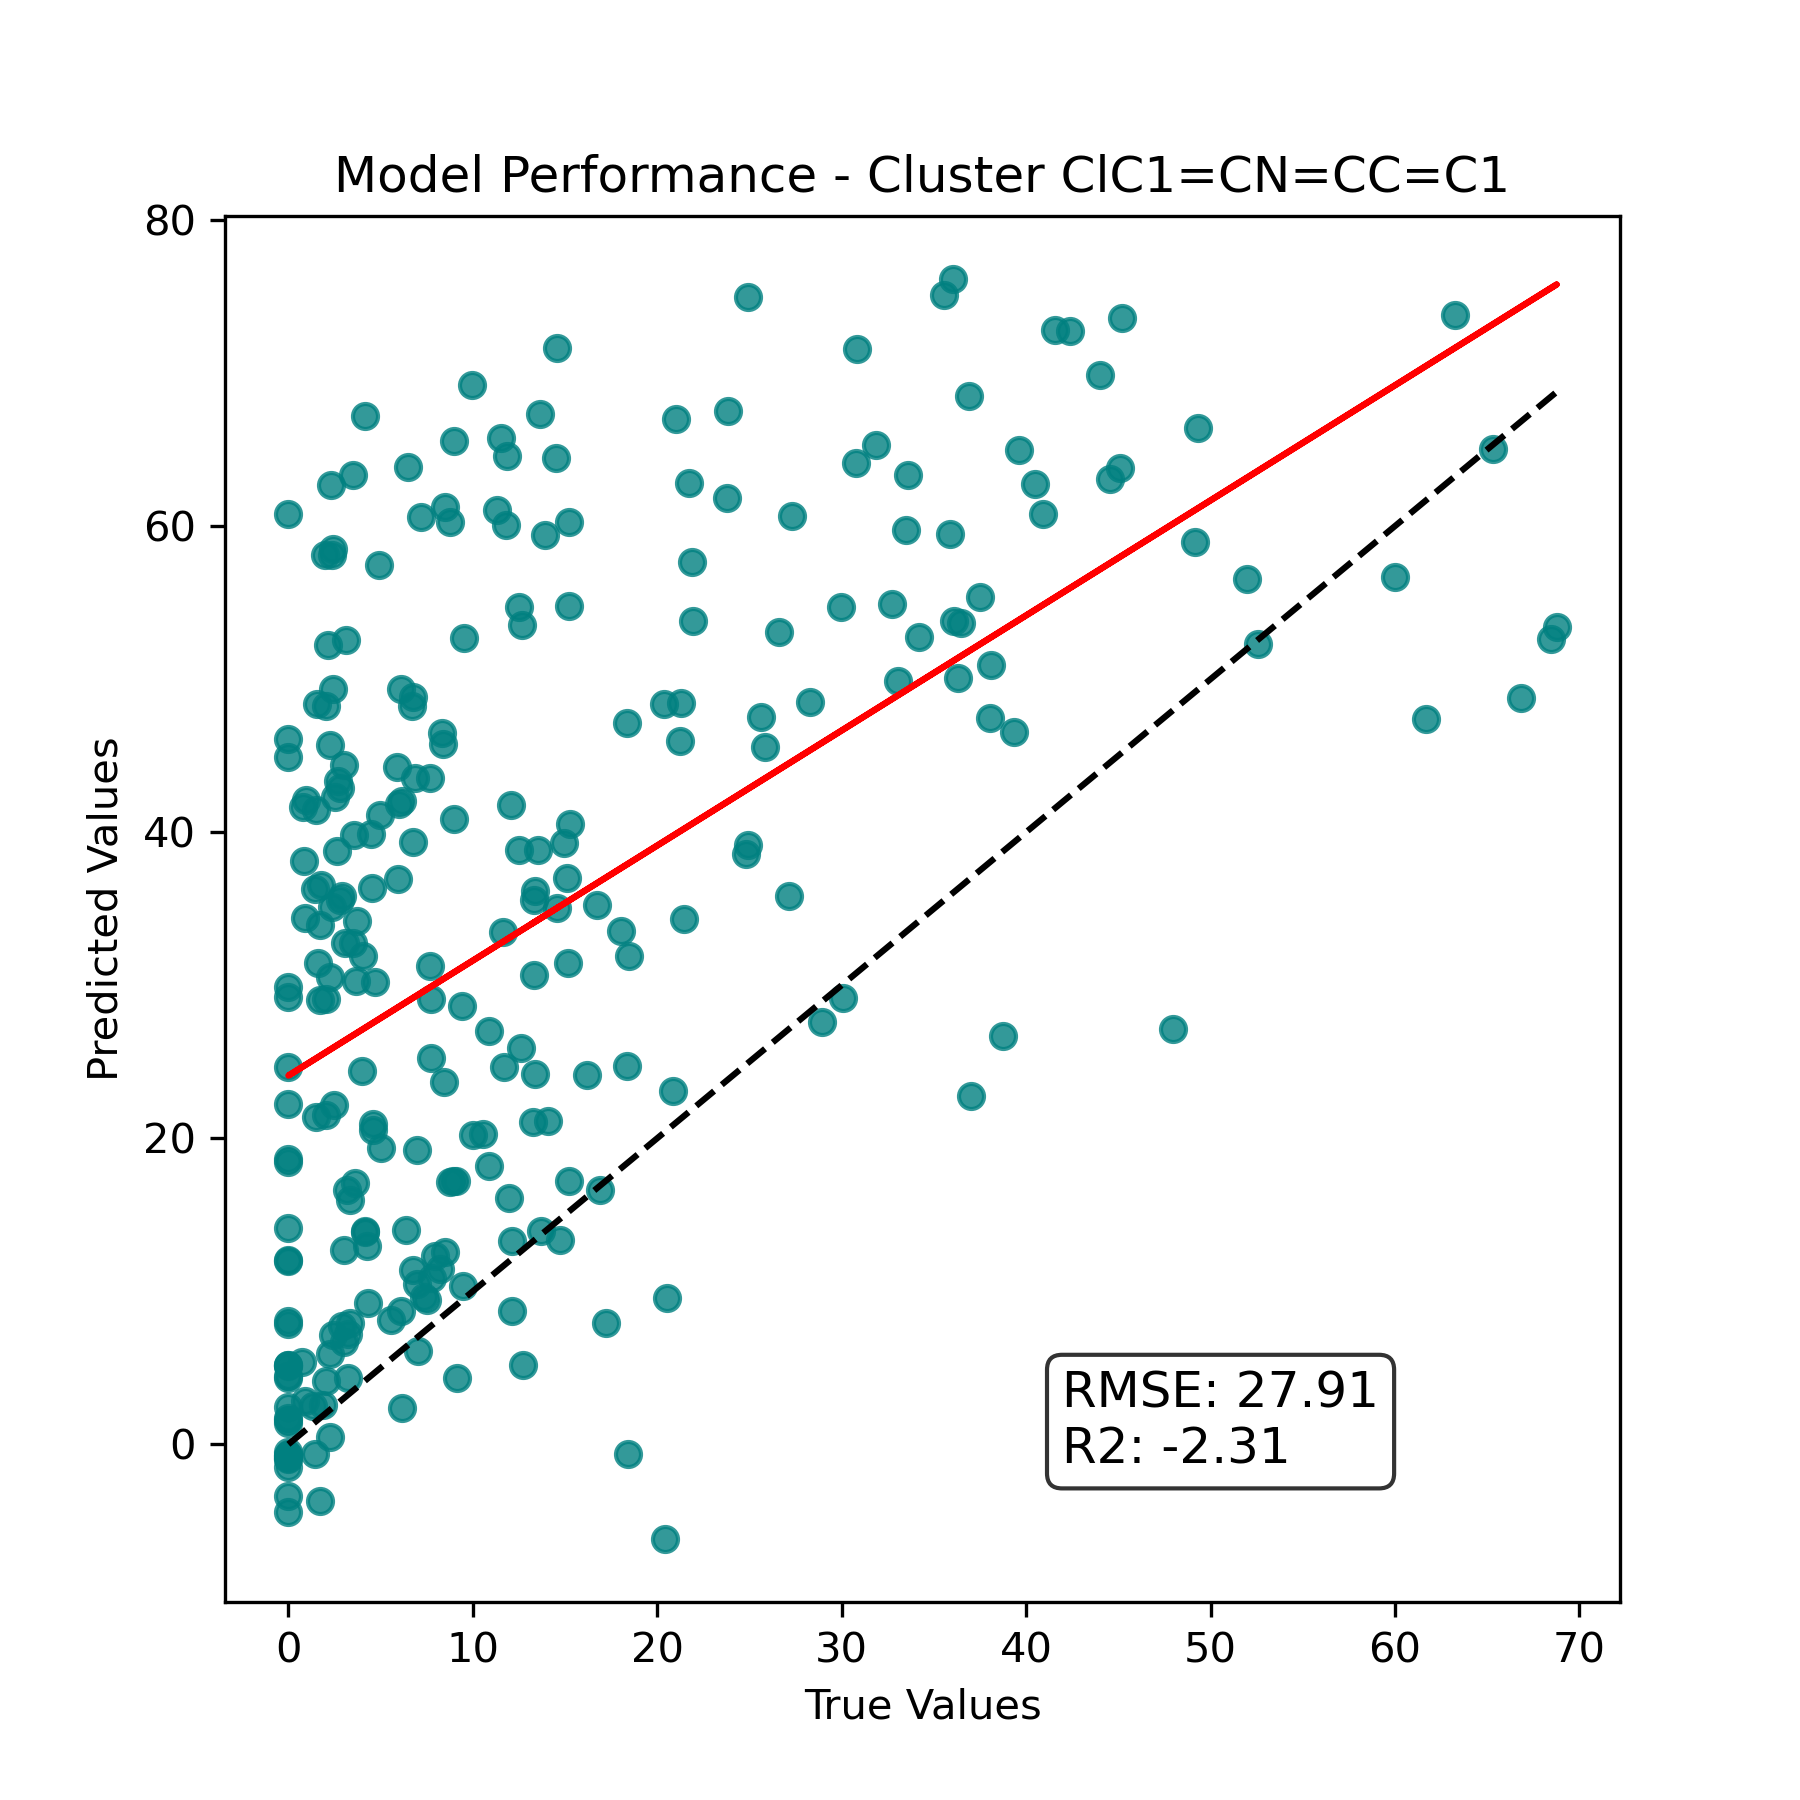 Model Performance - Cluster ClC1=CN=CC=C1
80
60
40
20
0
Predicted Values
RMSE: 27.91
R2: -2.31
0 10 20 30 40 50 60 70
True Values